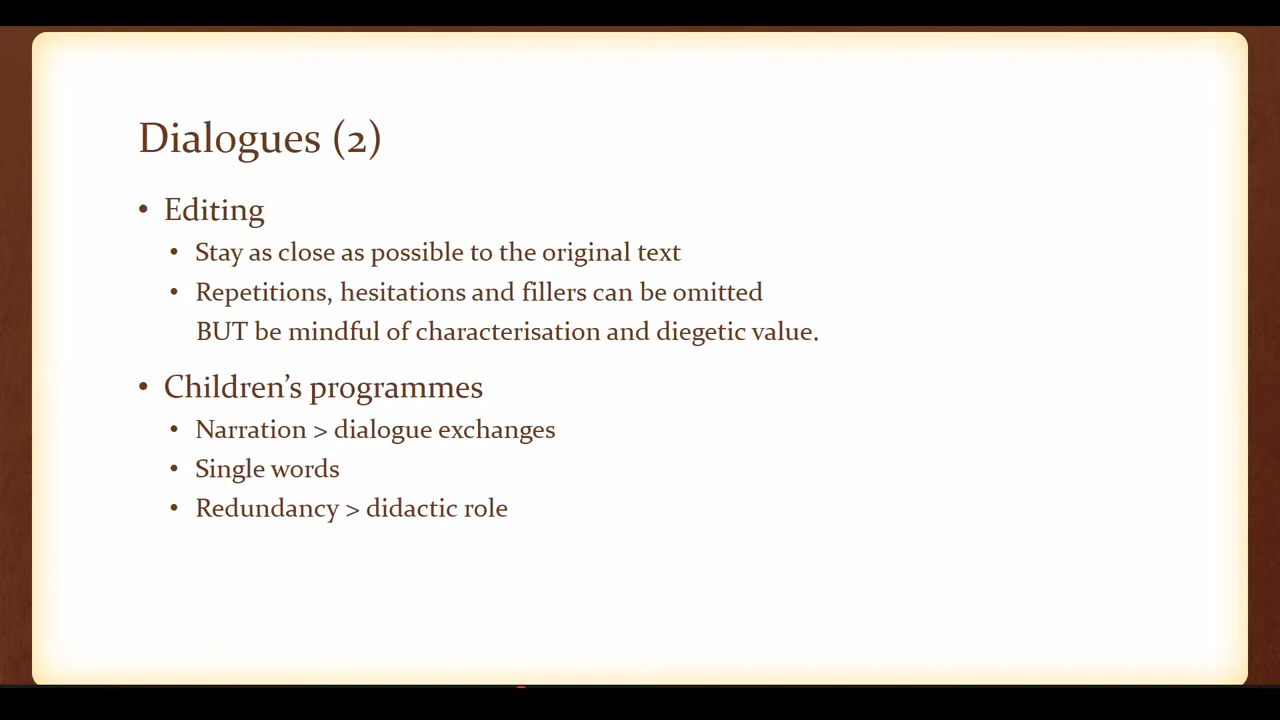 Dialogues (2)
• Editing
• Stay as close as possible to the original text
• Repetitions, hesitations and fillers can be omitted
BUT be mindful of characterisation and diegetic value.
• Children’s programmes
• Narration > dialogue exchanges
• Single words
• Redundancy > didactic role